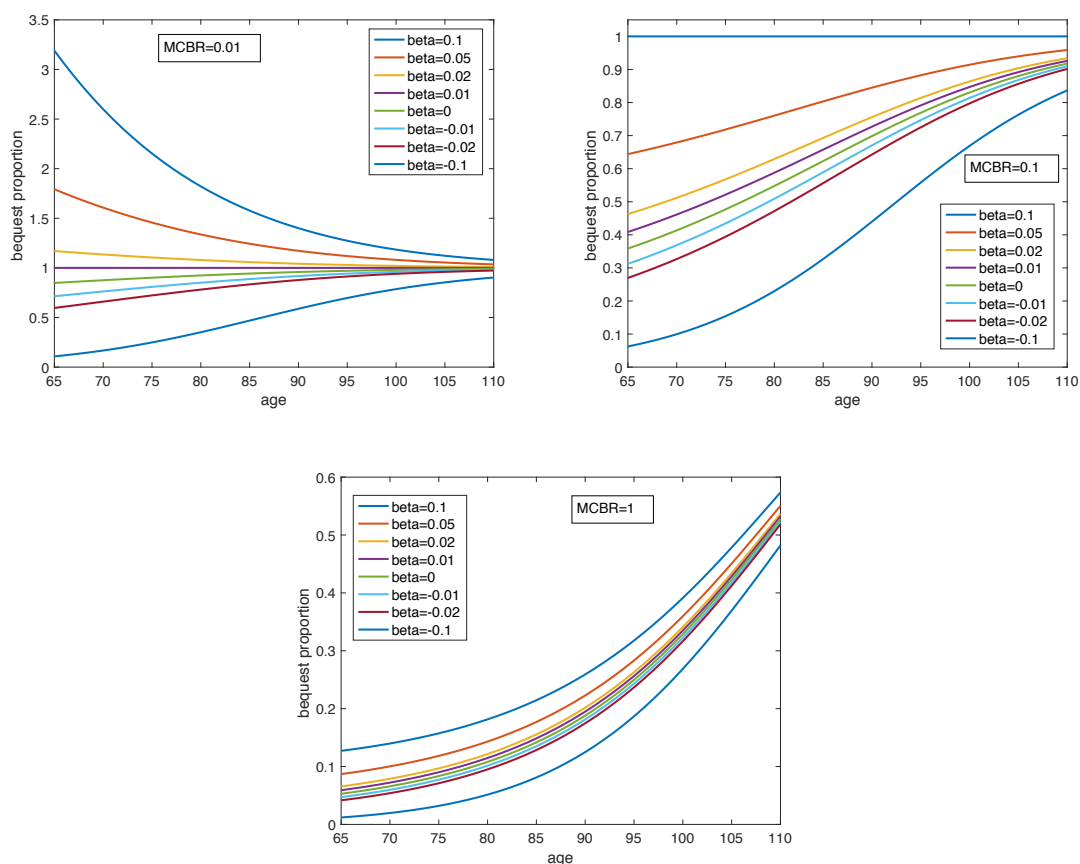 MCBR=0.01
beta=0.1
beta=0.05
beta=0.02
beta=0.01
beta=0
beta=-0.01
beta=-0.02
beta=-0.1
bequest proportion
3.5
3
2.5
2
1.5
1
0.5
0
65 70 75 80 85 90 95 100 105 110
age
MCBR=0.1
beta=0.1
beta=0.05
beta=0.02
beta=0.01
beta=0
beta=-0.01
beta=-0.02
beta=-0.1
bequest proportion
1
0.9
0.8
0.7
0.6
0.5
0.4
0.3
0.2
0.1
0
65 70 75 80 85 90 95 100 105 110
age
MCBR=1
beta=0.1
beta=0.05
beta=0.02
beta=0.01
beta=0
beta=-0.01
beta=-0.02
beta=-0.1
bequest proportion
0.6
0.5
0.4
0.3
0.2
0.1
0
65 70 75 80 85 90 95 100 105 110
age